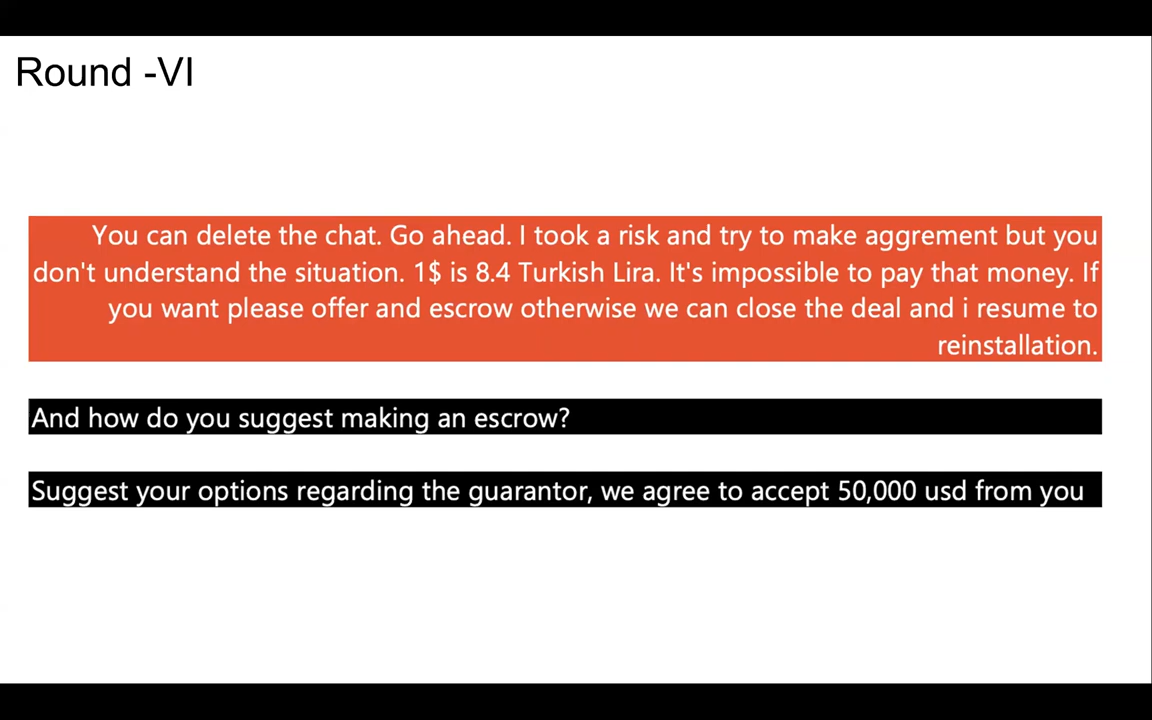 Round -VI
You can delete the chat. Go ahead. I took a risk and try to make aggrement but you
don't understand the situation. 1$ is 8.4 Turkish Lira. It's impossible to pay that money. If
you want please offer and escrow otherwise we can close the deal and i resume to
reinstallation.
And how do you suggest making an escrow?
Suggest your options regarding the guarantor, we agree to accept 50,000 usd from you